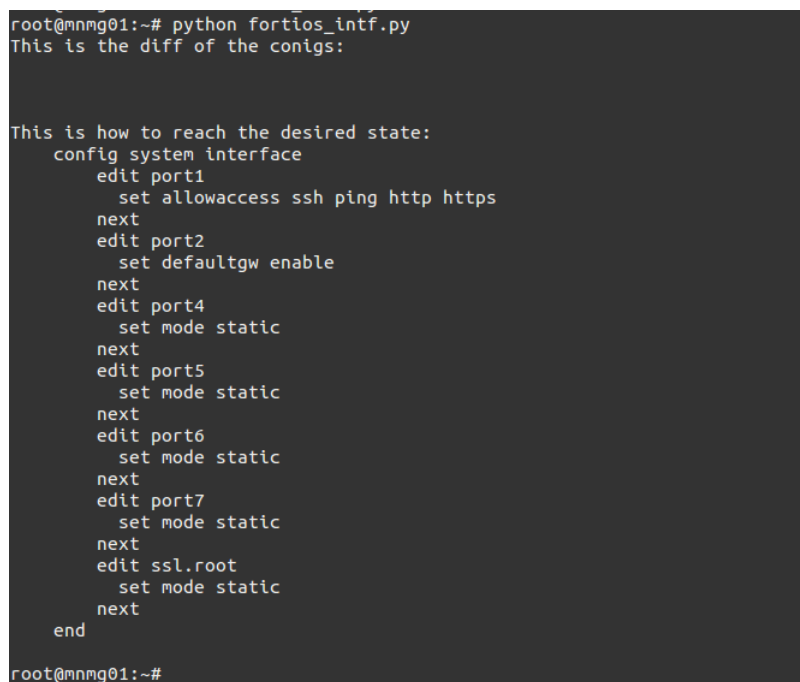 root@mnmg01:~# python fortios_intf.py
This is the diff of the conigs:
This is how to reach the desired state:
config system interface
edit port1
set allowaccess ssh ping http https
next
edit port2
set defaultgw enable
next
edit port4
set mode static
next
edit port5
set mode static
next
edit port6
set mode static
next
edit port7
set mode static
next
edit ssl.root
set mode static
next
end
root@mnmg01:~#